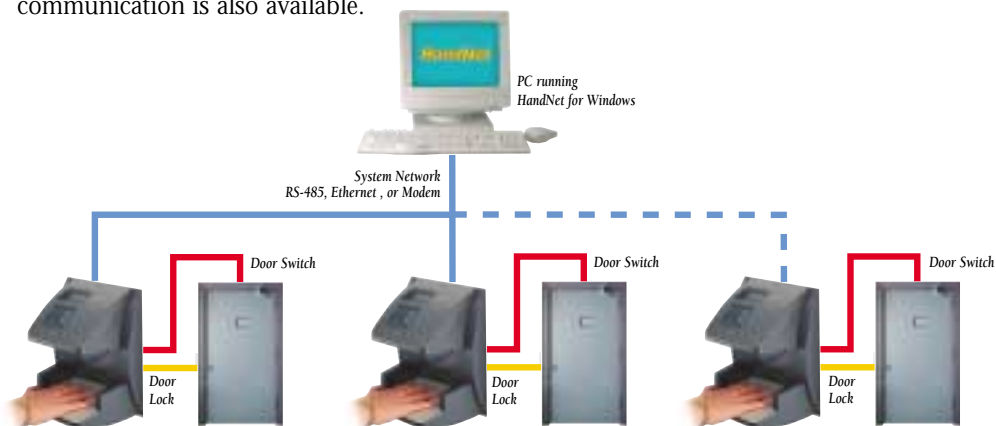 communication is also available.
HandNet
PC running
HandNet for Windows
System Network
RS-485, Ethernet , or Modem
Door Switch
Door Switch
Door Switch
Door
Lock
Door
Lock
Door
Lock